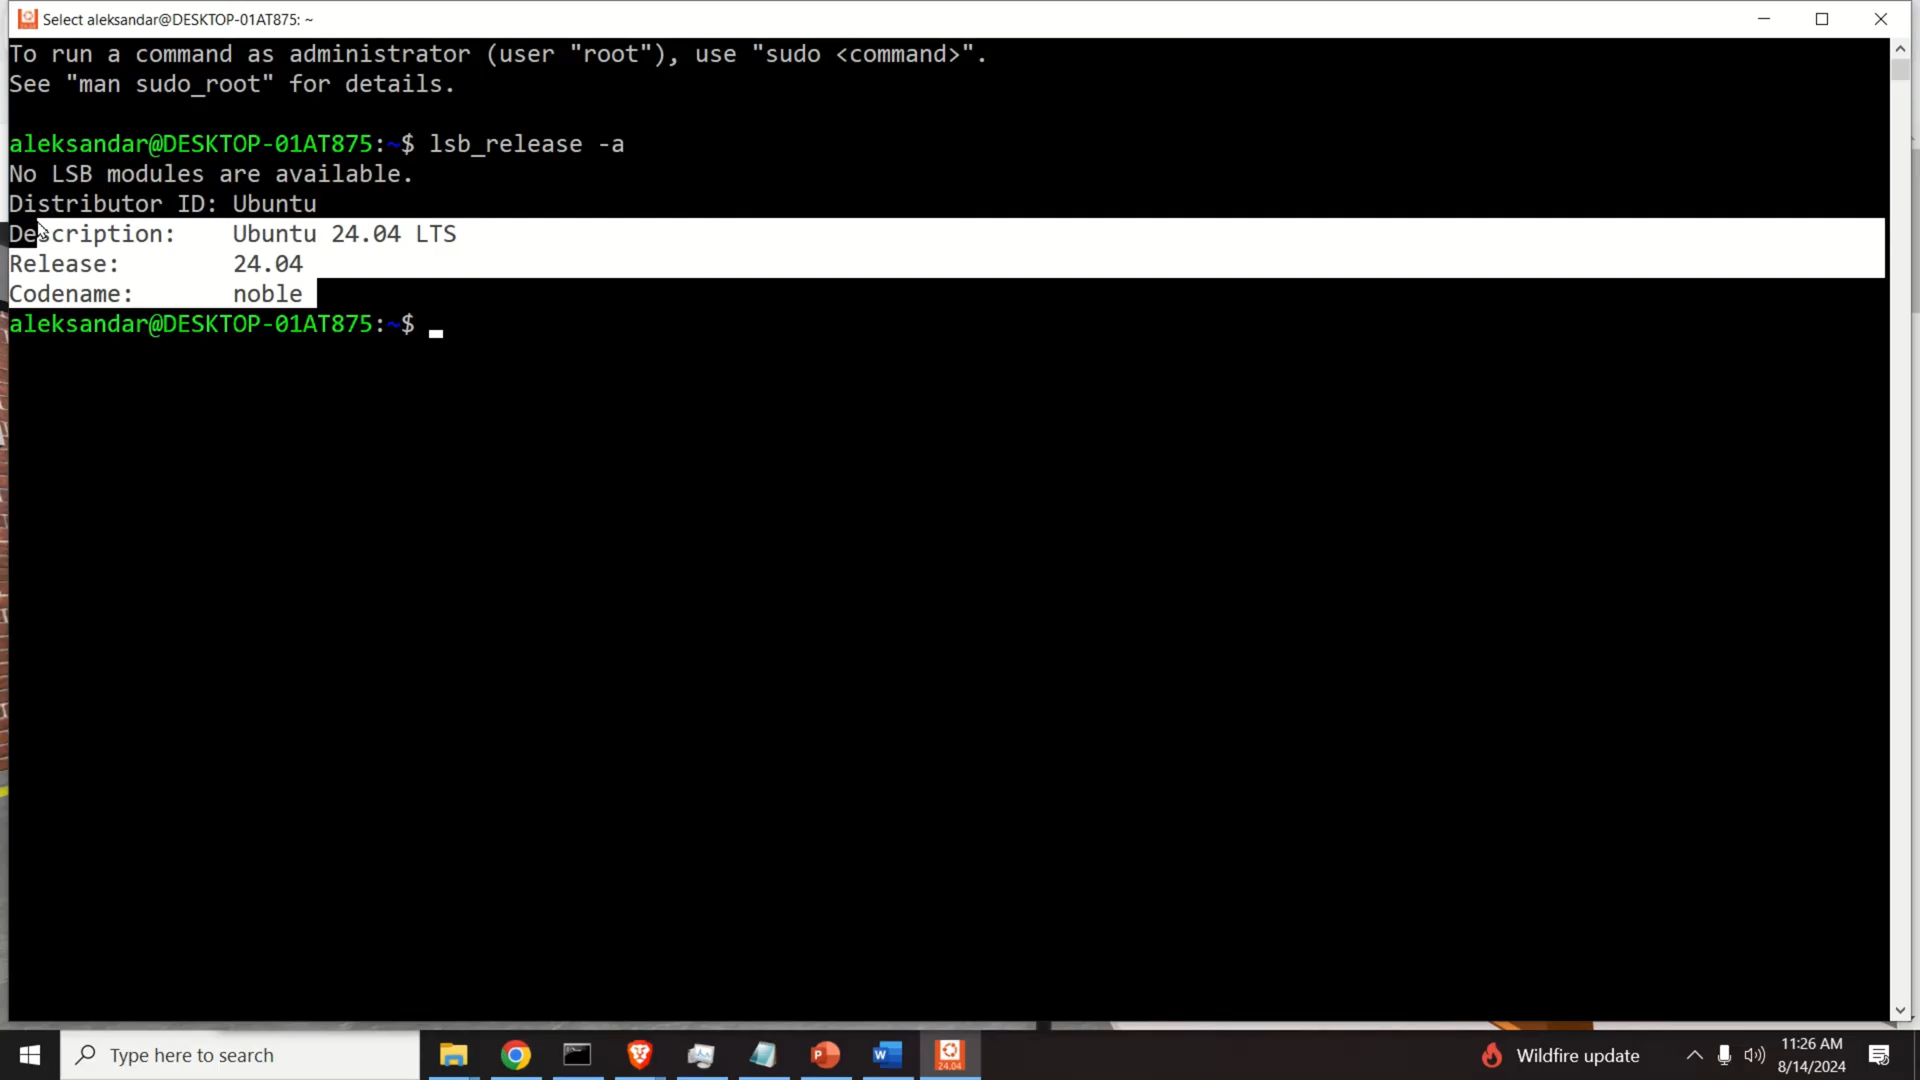 Select aleksandar@DESKTOP-01AT875: ~
To run a command as administrator (user "root"), use "sudo <command>".
See "man sudo_root" for details.
aleksandar@DESKTOP-01AT875:~$ lsb_release -a
No LSB modules are available.
Distributor ID: Ubuntu
Description:    Ubuntu 24.04 LTS
Release:        24.04
Codename:       noble
aleksandar@DESKTOP-01AT875:~$
Type here to search
24.04
Wildfire update
11:26 AM
8/14/2024